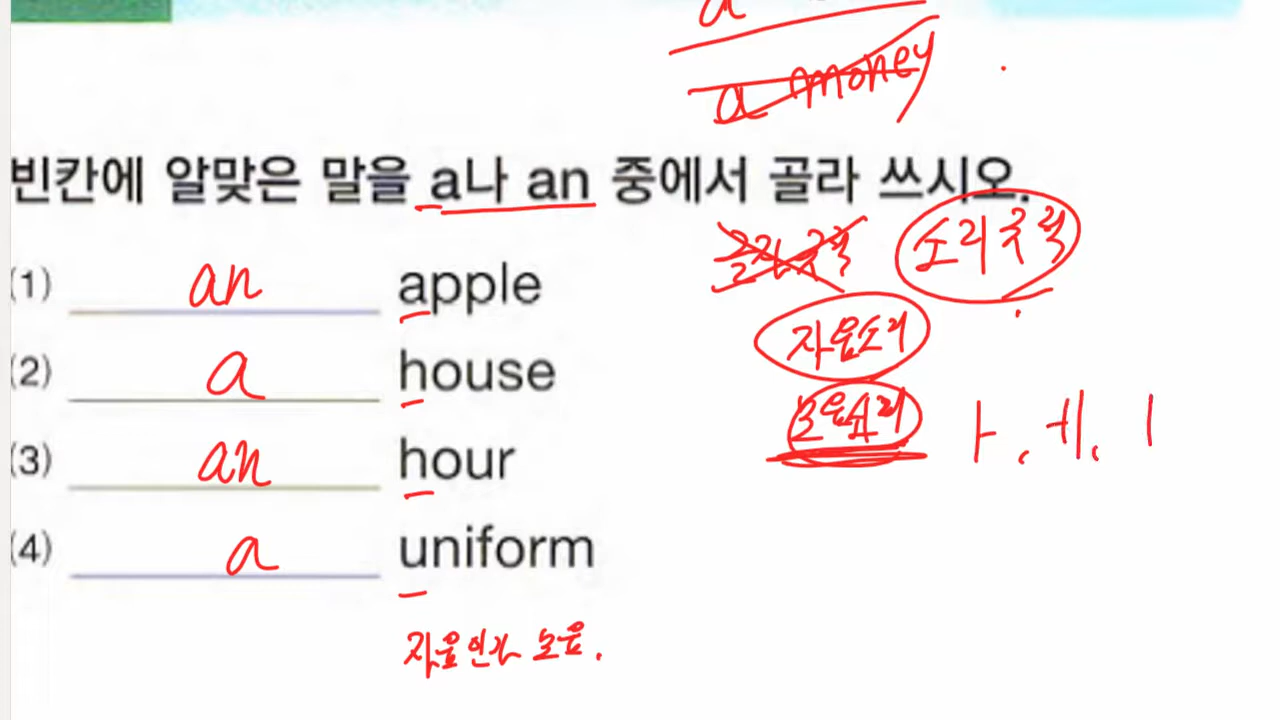 a
a money
빈칸에 알맞은 말을 a나 an 중에서 골라 쓰시오.
글자규칙 소리규칙
(1) an apple
자음소리
(2) a house
모음소리 ㅏ, ㅔ, ㅣ
(3) an hour
(4) a uniform
자음인가 모음.